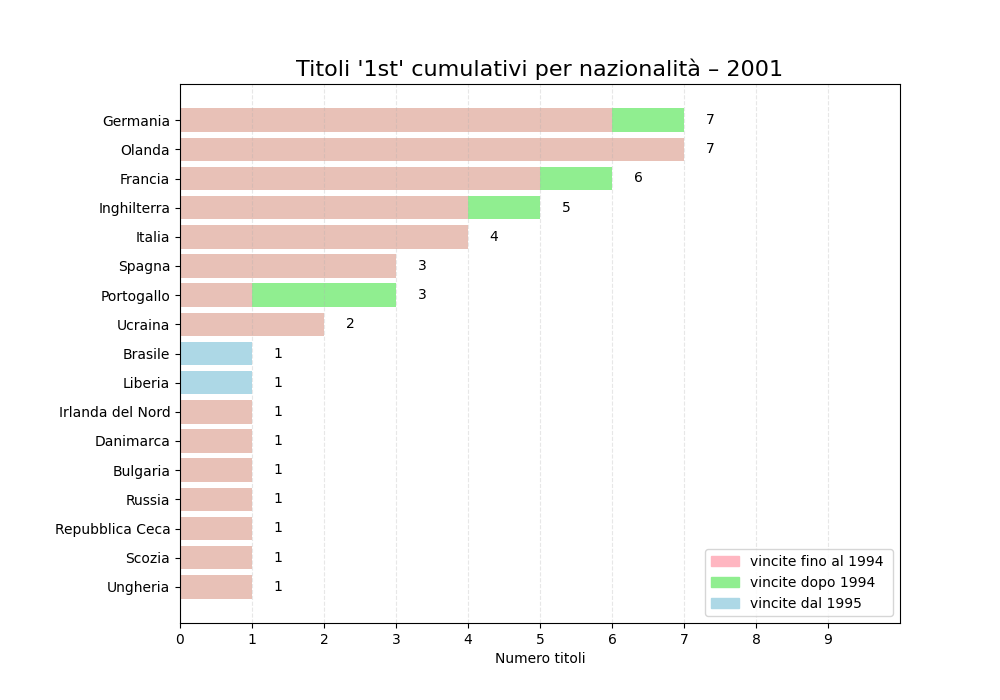 Titoli '1st' cumulativi per nazionalità – 2001
Germania 7
Olanda 7
Francia 6
Inghilterra 5
Italia 4
Spagna 3
Portogallo 3
Ucraina 2
Brasile 1
Liberia 1
Irlanda del Nord 1
Danimarca 1
Bulgaria 1
Russia 1
Repubblica Ceca 1
Scozia 1
Ungheria 1
vincite fino al 1994
vincite dopo 1994
vincite dal 1995
0 1 2 3 4 5 6 7 8 9
Numero titoli